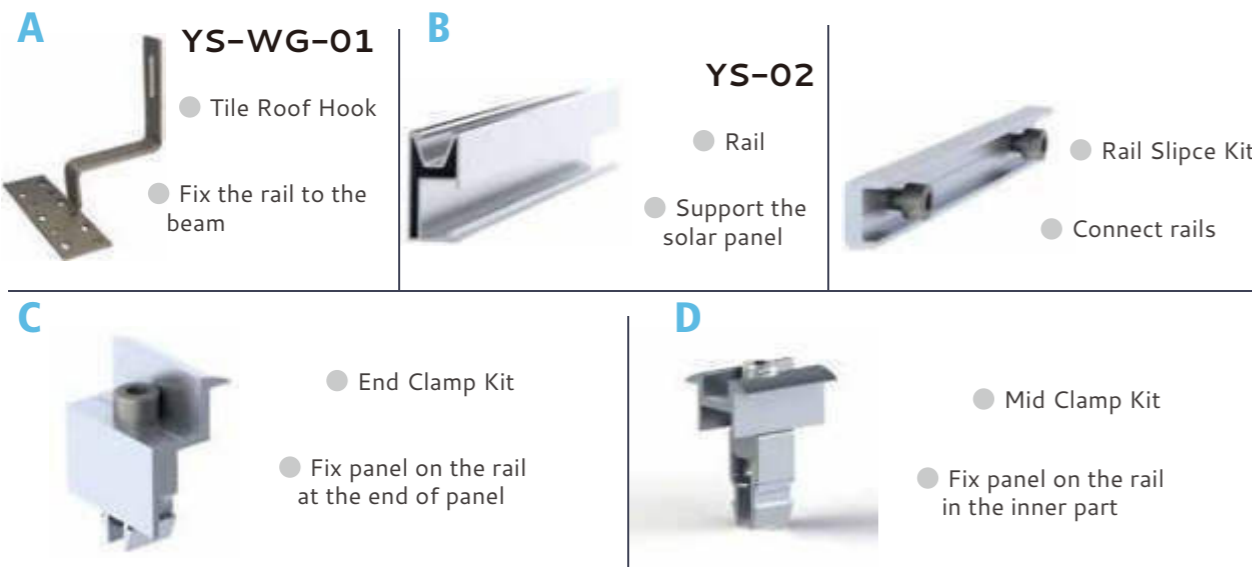 A
YS-WG-01
Tile Roof Hook
Fix the rail to the
beam
B
YS-02
Rail
Support the
solar panel
Rail Slipce Kit
Connect rails
C
End Clamp Kit
Fix panel on the rail
at the end of panel
D
Mid Clamp Kit
Fix panel on the rail
in the inner part